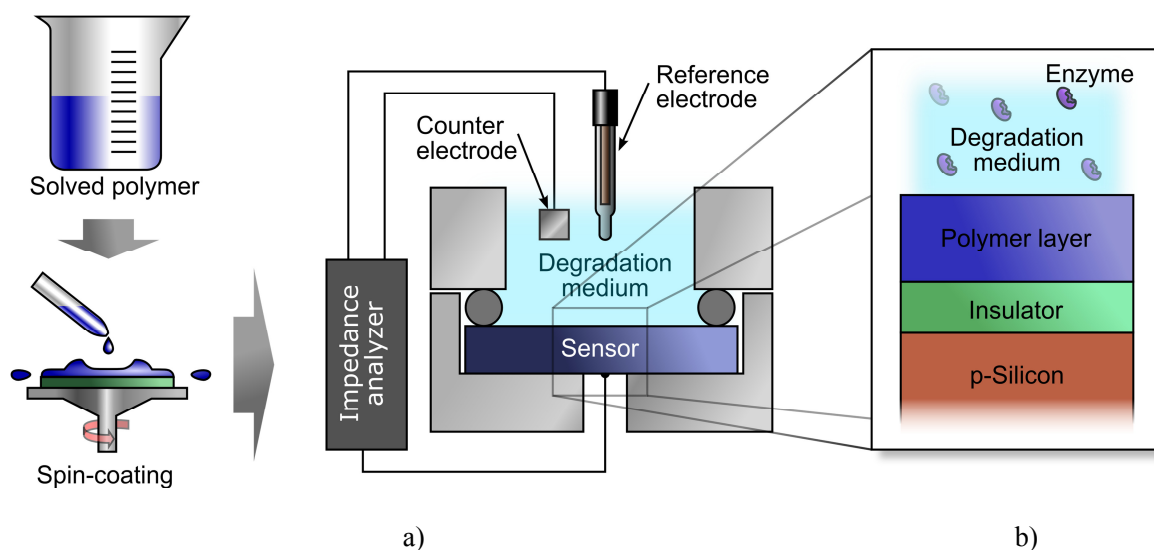 Solved polymer
Spin-coating
Impedance
analyzer
Counter
electrode
Reference
electrode
Degradation
medium
Sensor
Enzyme
Degradation
medium
Polymer layer
Insulator
p-Silicon
a)
b)